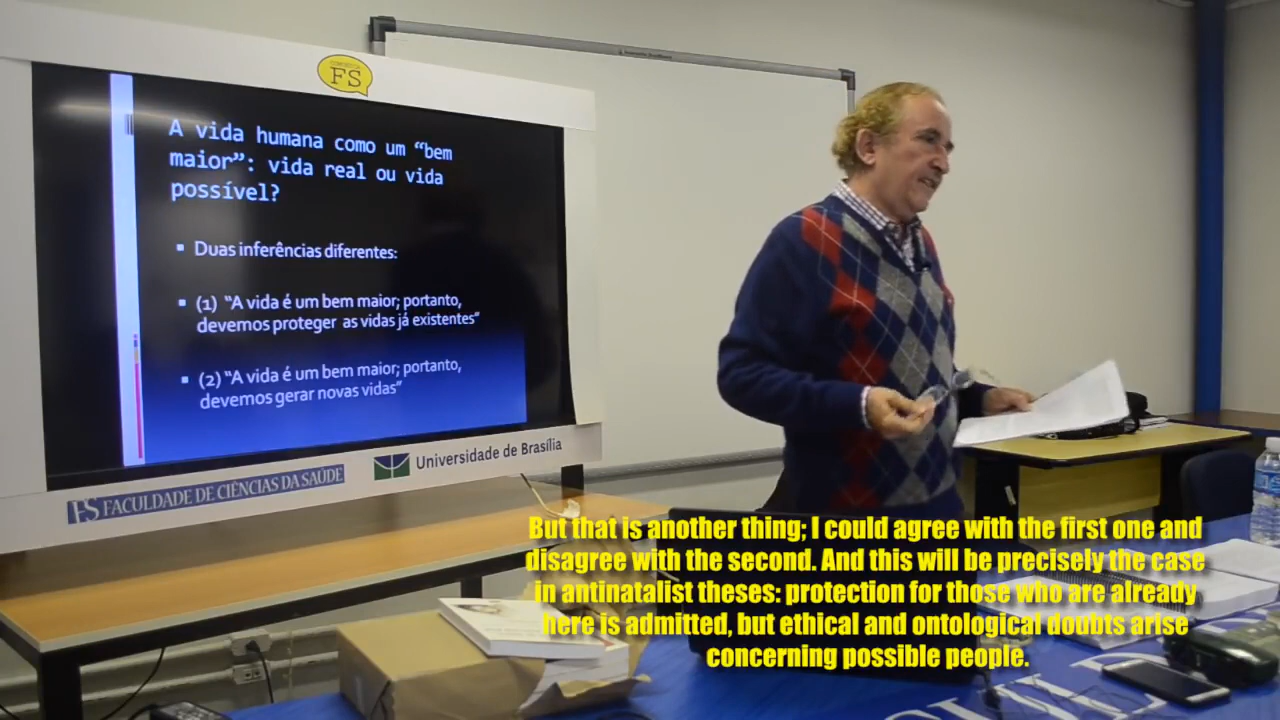 FS
A vida humana como um “bem
maior”: vida real ou vida
possível?
▪ Duas inferências diferentes:
▪ (1) “A vida é um bem maior; portanto,
devemos proteger as vidas já existentes”
▪ (2) “A vida é um bem maior; portanto,
devemos gerar novas vidas”
FS FACULDADE DE CIÊNCIAS DA SAÚDE
Universidade de Brasília
But that is another thing; I could agree with the first one and
disagree with the second. And this will be precisely the case
in antinatalist theses: protection for those who are already
here is admitted, but ethical and ontological doubts arise
concerning possible people.